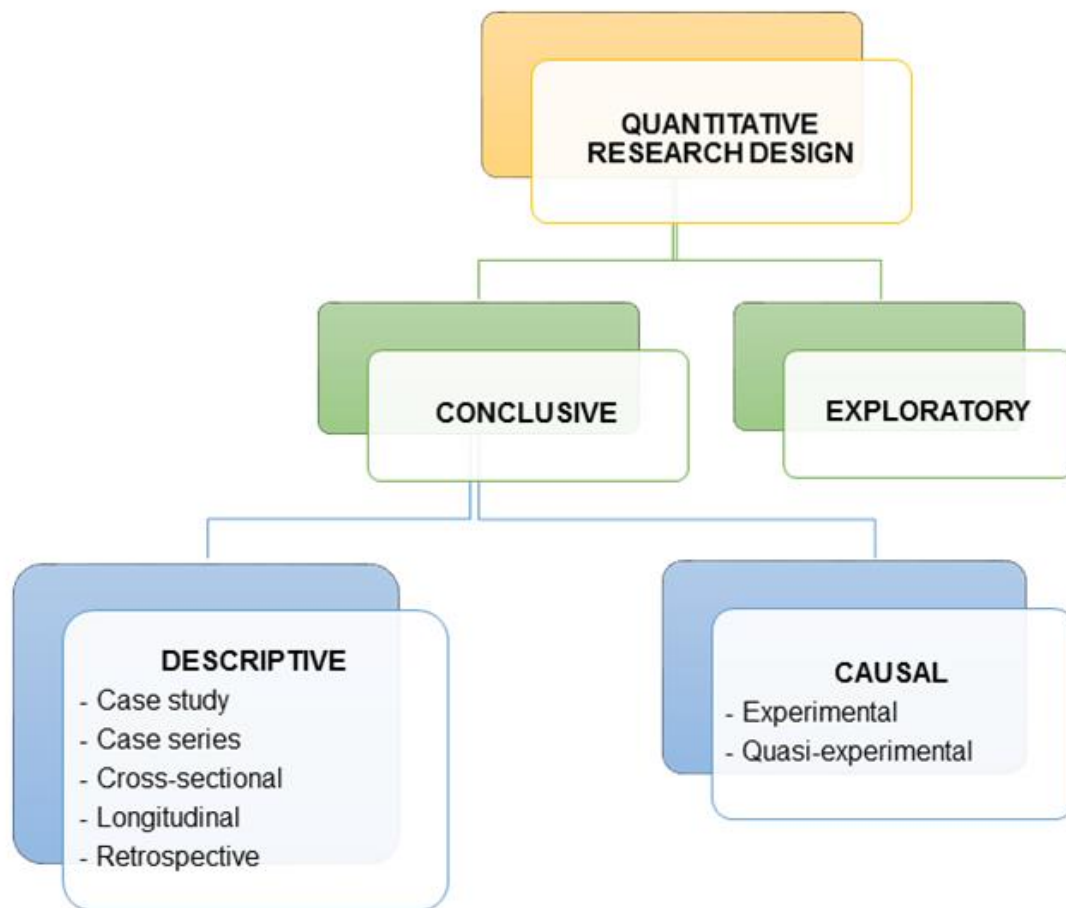 QUANTITATIVE
RESEARCH DESIGN
CONCLUSIVE
EXPLORATORY
DESCRIPTIVE
- Case study
- Case series
- Cross-sectional
- Longitudinal
- Retrospective
CAUSAL
- Experimental
- Quasi-experimental